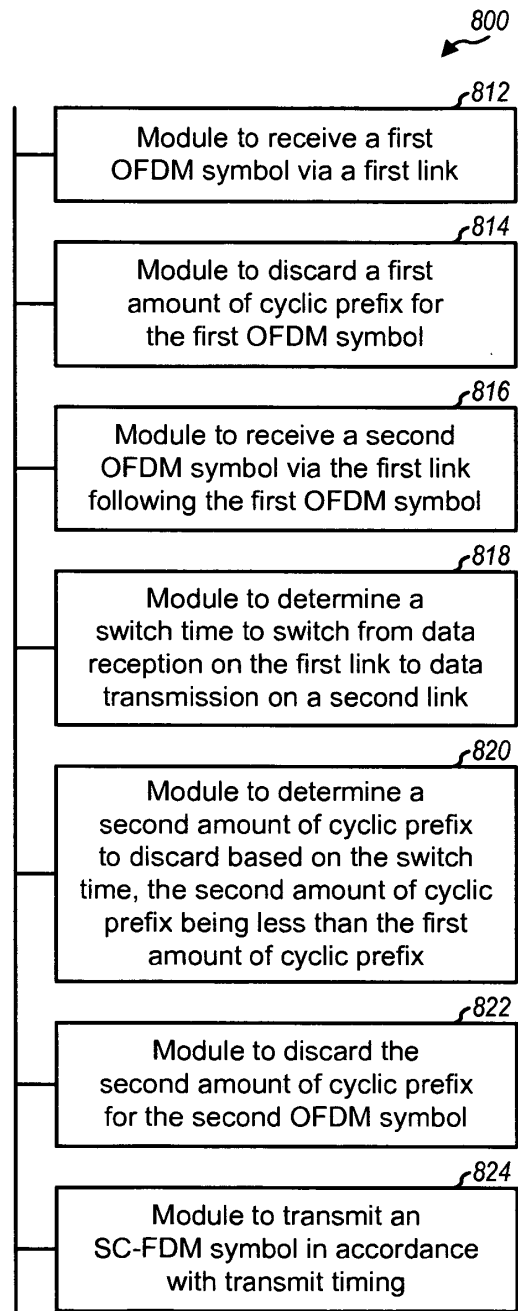 800
812
Module to receive a first
OFDM symbol via a first link
814
Module to discard a first
amount of cyclic prefix for
the first OFDM symbol
816
Module to receive a second
OFDM symbol via the first link
following the first OFDM symbol
818
Module to determine a
switch time to switch from data
reception on the first link to data
transmission on a second link
820
Module to determine a
second amount of cyclic prefix
to discard based on the switch
time, the second amount of cyclic
prefix being less than the first
amount of cyclic prefix
822
Module to discard the
second amount of cyclic prefix
for the second OFDM symbol
824
Module to transmit an
SC-FDM symbol in accordance
with transmit timing